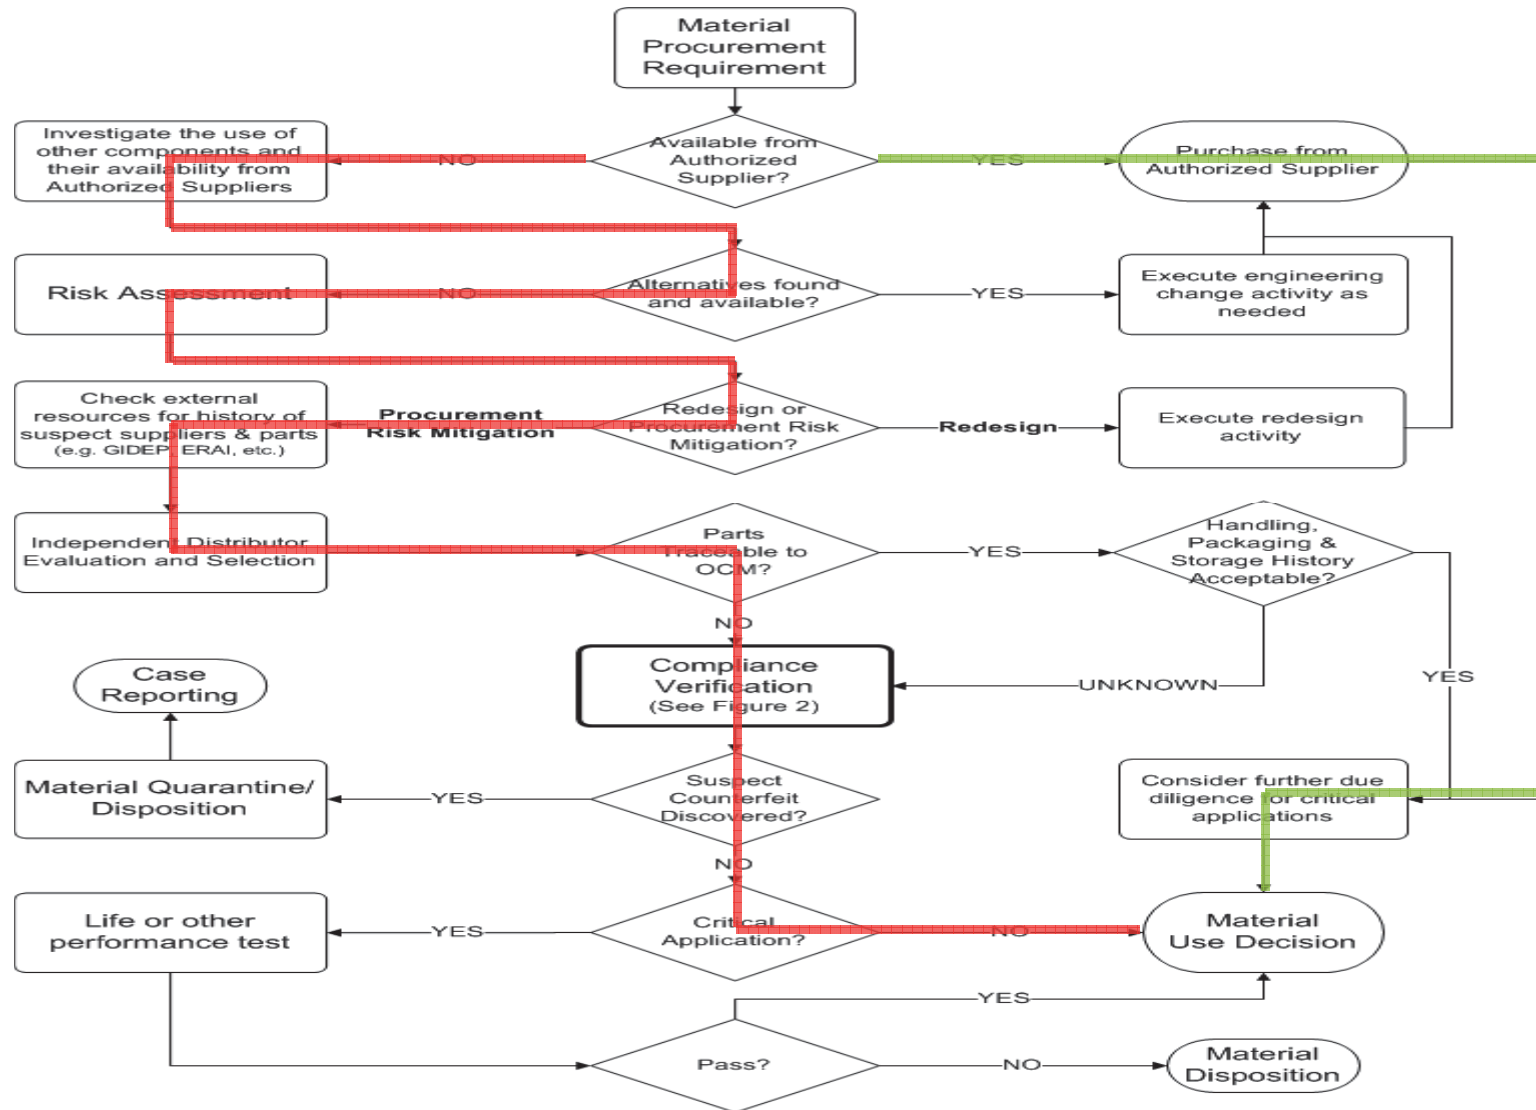 Material
Procurement
Requirement
Investigate the use of
other components and
their availability from
Authorized Suppliers
NO
Available from
Authorized
Supplier?
YES
Purchase from
Authorized Supplier
Risk Assessment
NO
Alternatives found
and available?
YES
Execute engineering
change activity as
needed
Check external
resources for history of
suspect suppliers & parts
(e.g. GIDEP, ERAI, etc.)
Procurement
Risk Mitigation
Redesign or
Procurement Risk
Mitigation?
Redesign
Execute redesign
activity
Independent Distributor
Evaluation and Selection
Parts
Traceable to
OCM?
YES
Handling,
Packaging &
Storage History
Acceptable?
NO
Case
Reporting
Compliance
Verification
(See Figure 2)
UNKNOWN
YES
Material Quarantine/
Disposition
YES
Suspect
Counterfeit
Discovered?
Consider further due
diligence for critical
applications
NO
Life or other
performance test
YES
Critical
Application?
NO
Material
Use Decision
YES
Pass?
NO
Material
Disposition